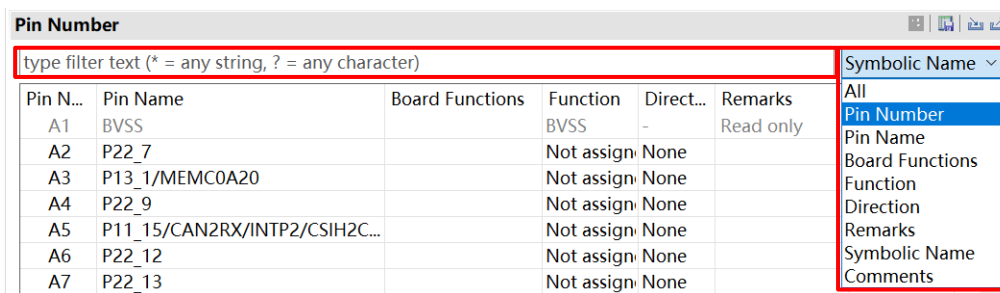 Pin Number
type filter text (* = any string, ? = any character)
Symbolic Name
Pin N... Pin Name Board Functions Function Direct... Remarks
A1 BVSS BVSS - Read only
A2 P22_7 Not assign None
A3 P13_1/MEMC0A20 Not assign None
A4 P22_9 Not assign None
A5 P11_15/CAN2RX/INTP2/CSIH2C... Not assign None
A6 P22_12 Not assign None
A7 P22_13 Not assign None
All
Pin Number
Pin Name
Board Functions
Function
Direction
Remarks
Symbolic Name
Comments